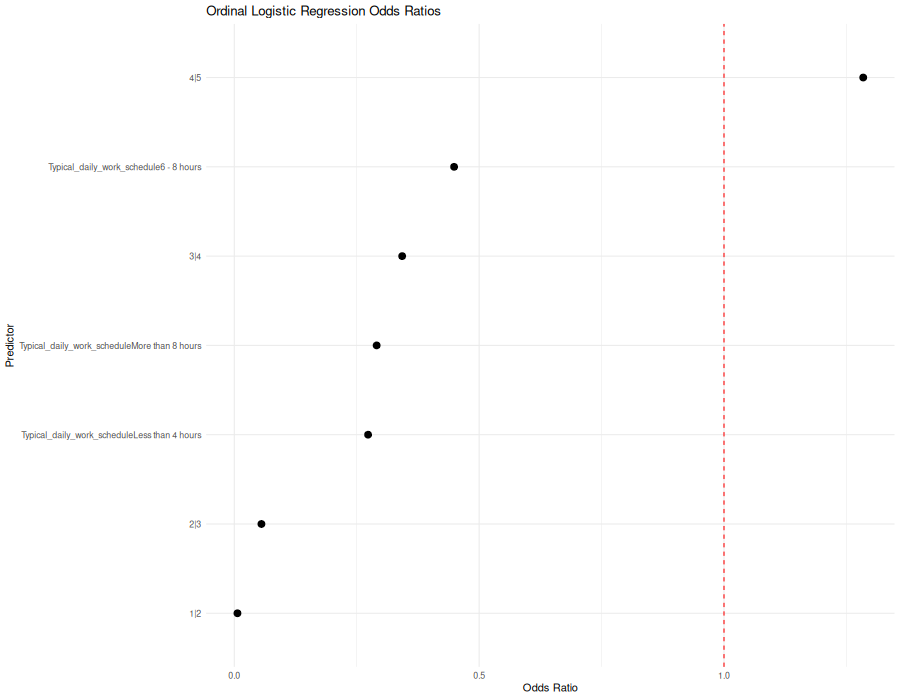 Ordinal Logistic Regression Odds Ratios
4|5
Typical_daily_work_schedule6 - 8 hours
3|4
Typical_daily_work_scheduleMore than 8 hours
Typical_daily_work_scheduleLess than 4 hours
2|3
1|2
Predictor
0.0 0.5 1.0
Odds Ratio